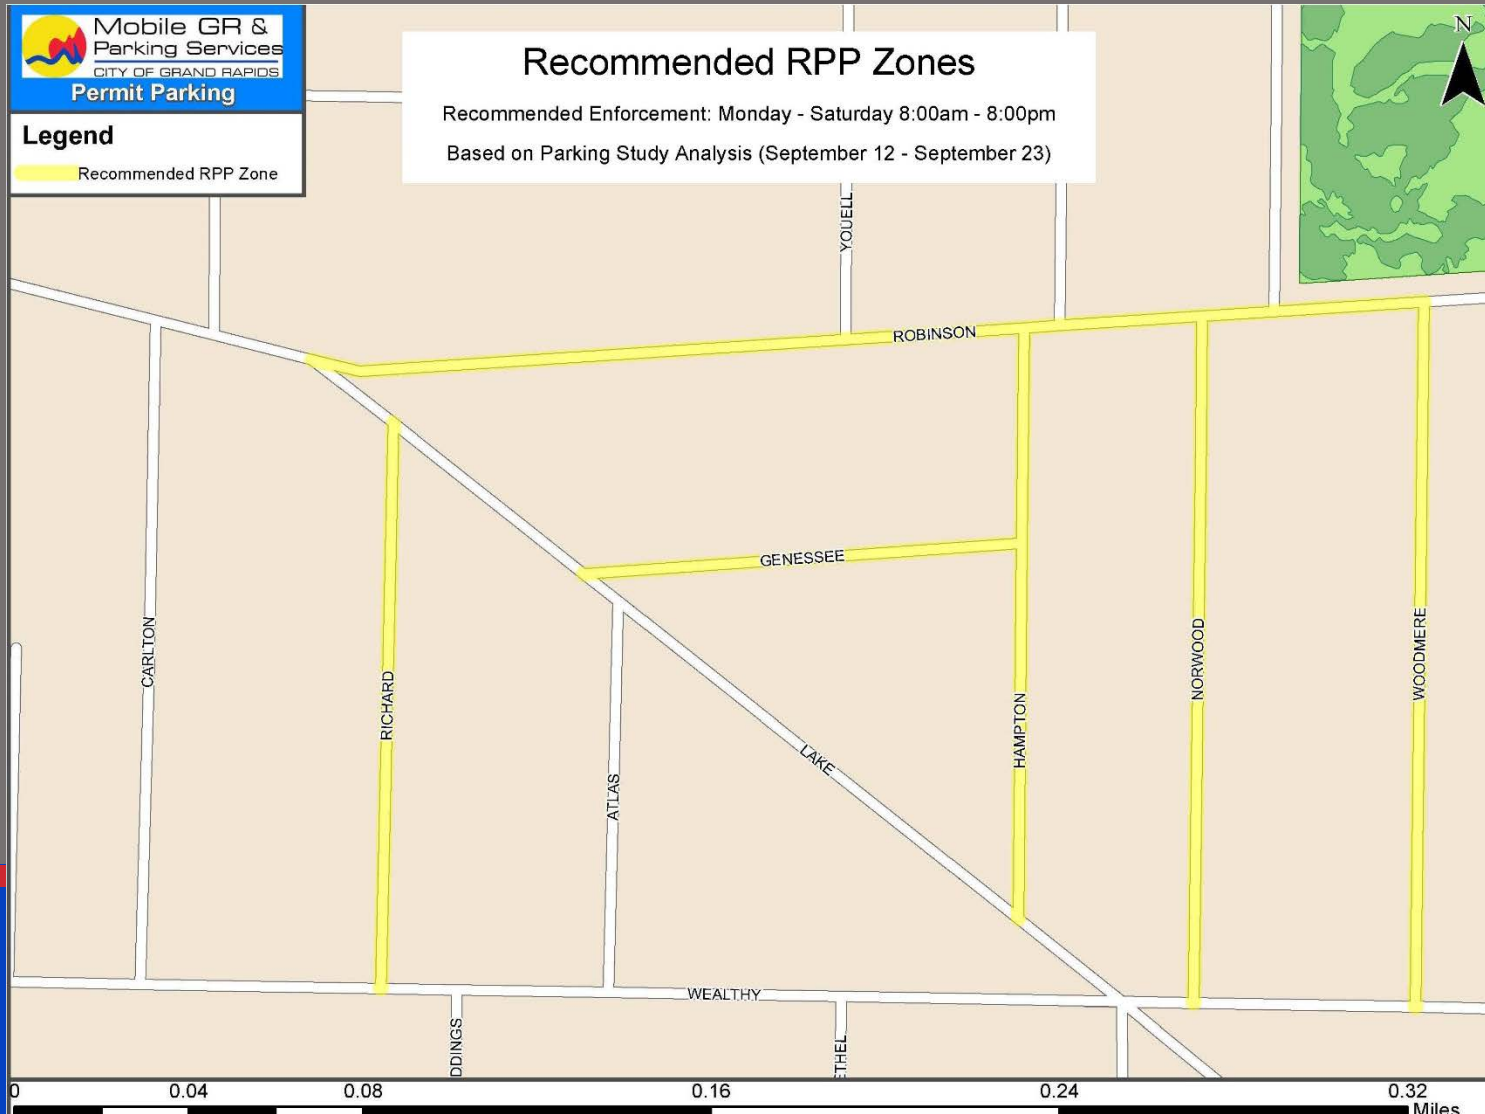 Mobile GR &
Parking Services
CITY OF GRAND RAPIDS
Permit Parking
Legend
Recommended RPP Zone
Recommended RPP Zones
Recommended Enforcement: Monday - Saturday 8:00am - 8:00pm
Based on Parking Study Analysis (September 12 - September 23)
N
YOUELL
ROBINSON
GENESSEE
CARLTON
RICHARD
ATLAS
LAKE
HAMPTON
NORWOOD
WOODMERE
WEALTHY
DDINGS
ETHEL
0 0.04 0.08 0.16 0.24 0.32
Miles